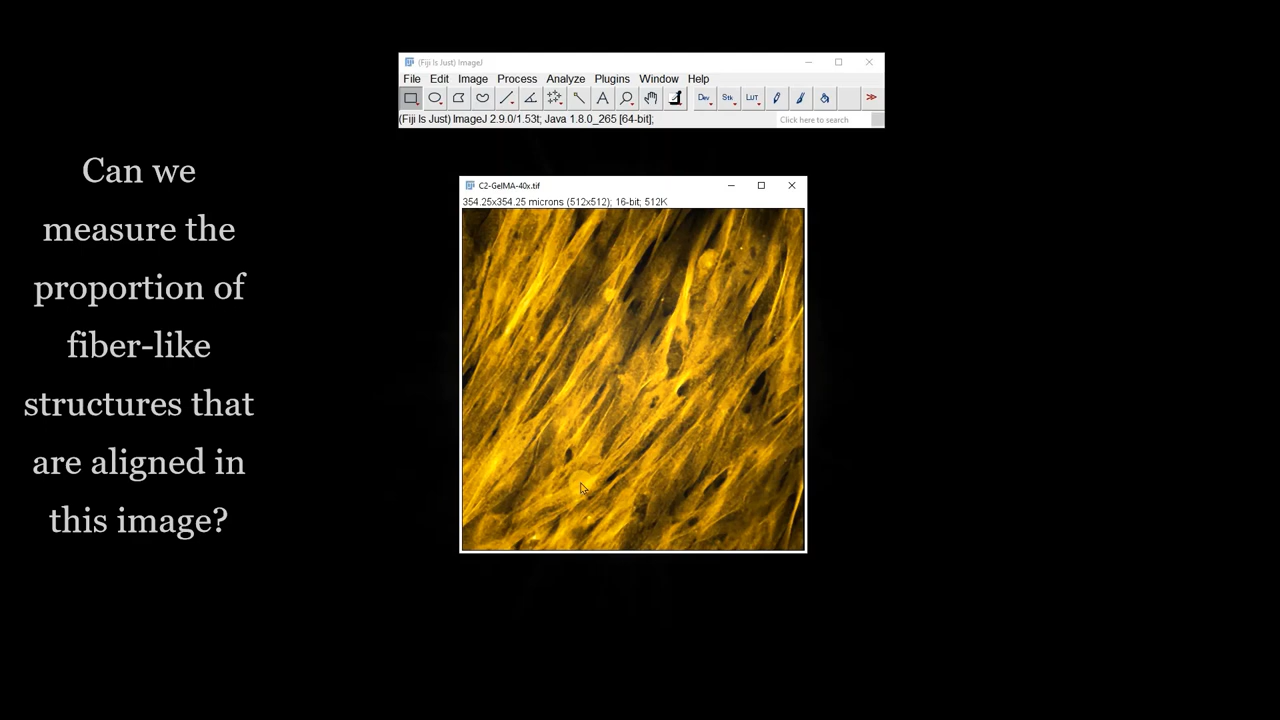 (Fiji Is Just) ImageJ
File Edit Image Process Analyze Plugins Window Help
Dev Stk LUT
(Fiji Is Just) ImageJ 2.9.0/1.53t; Java 1.8.0_265 [64-bit];
Click here to search
Can we
measure the
proportion of
fiber-like
structures that
are aligned in
this image?
C2-GelMA-40x.tif
354.25x354.25 microns (512x512); 16-bit; 512K